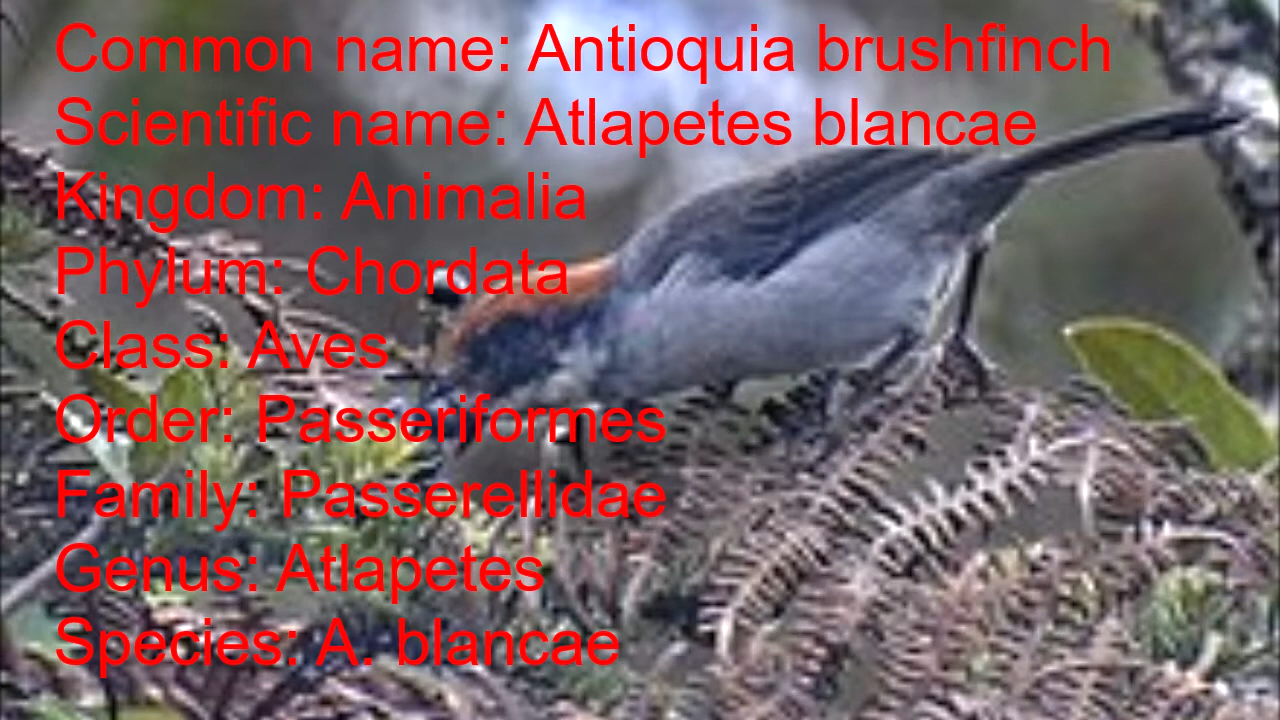 Common name: Antioquia brushfinch
Scientific name: Atlapetes blancae
Kingdom: Animalia
Phylum: Chordata
Class: Aves
Order: Passeriformes
Family: Passerellidae
Genus: Atlapetes
Species: A. blancae